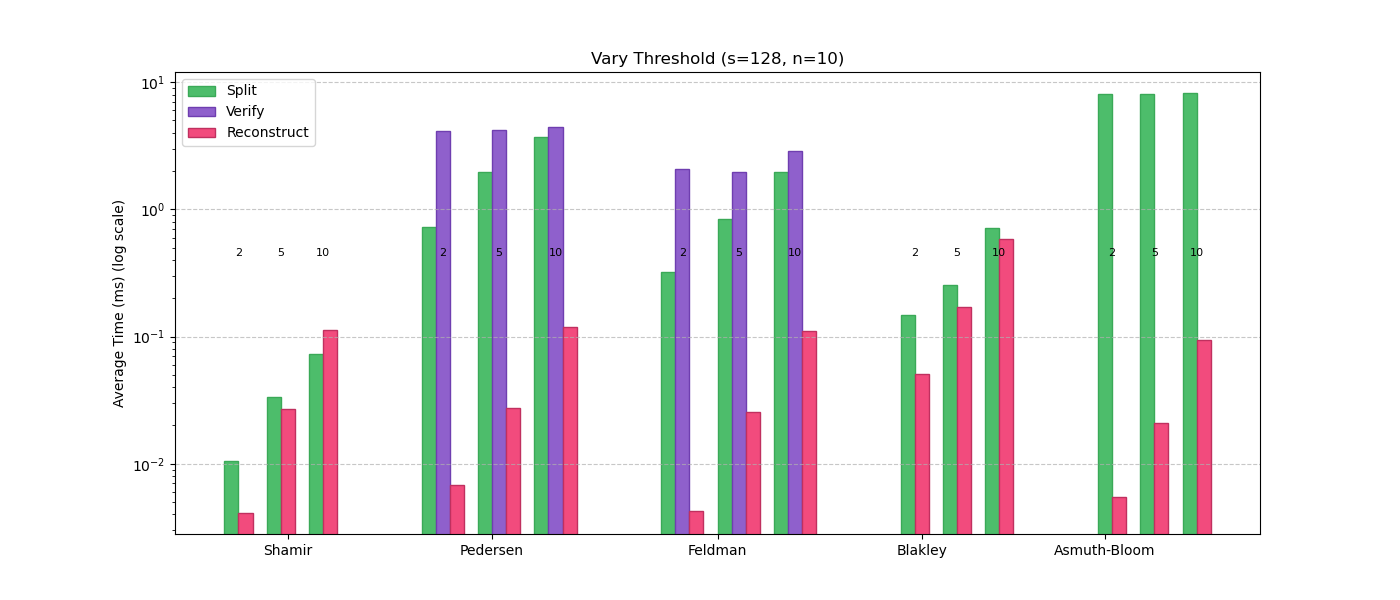 Vary Threshold (s=128, n=10)
Split
Verify
Reconstruct
Average Time (ms) (log scale)
10¹
10⁰
10⁻¹
10⁻²
2 5 10 2 5 10 2 5 10 2 5 10 2 5 10
Shamir Pedersen Feldman Blakley Asmuth-Bloom